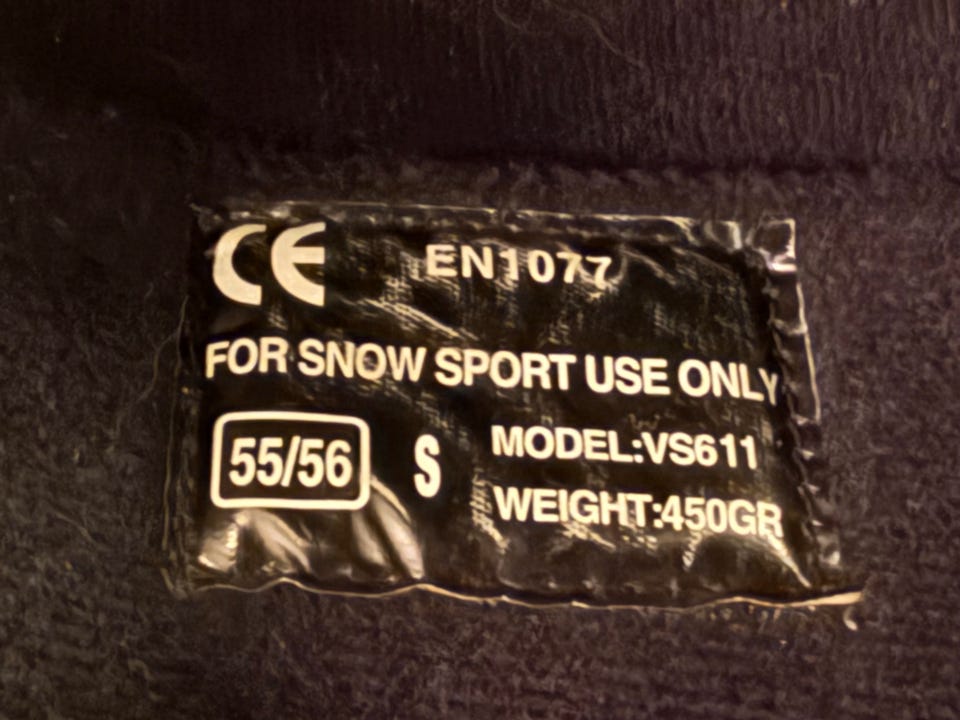 CE EN1077
FOR SNOW SPORT USE ONLY
55/56 S MODEL:VS611
WEIGHT:450GR